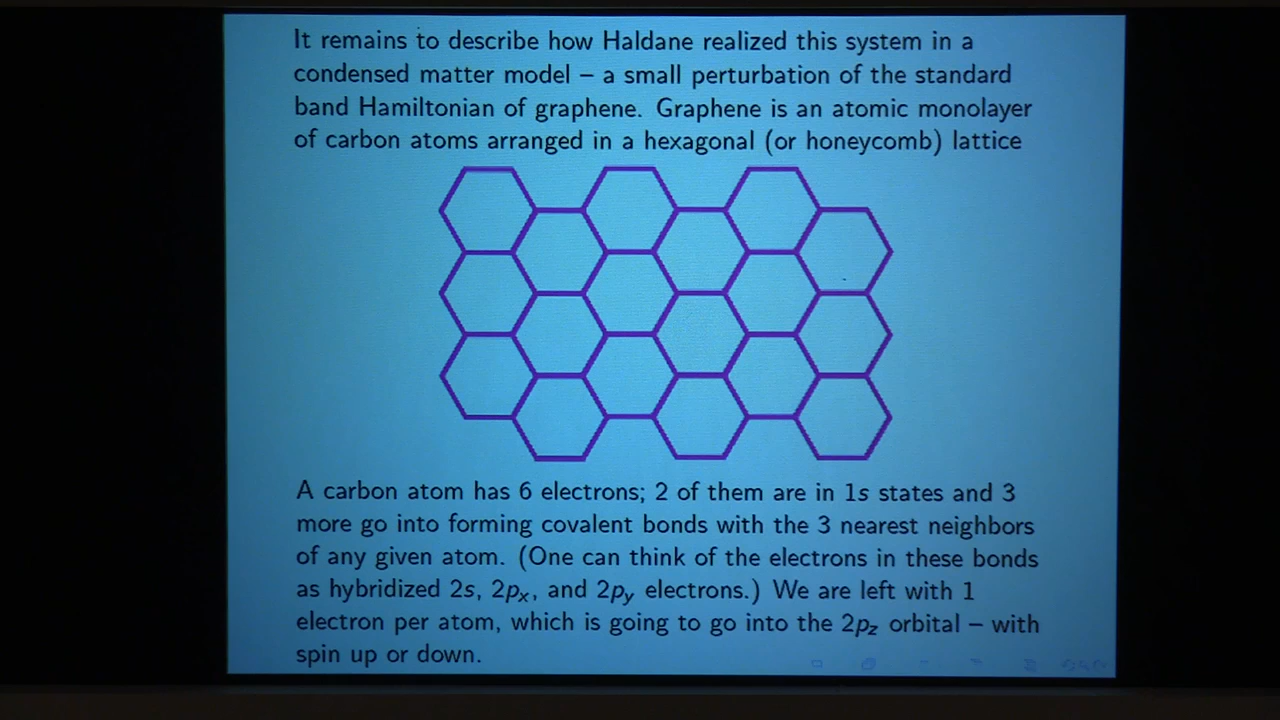 It remains to describe how Haldane realized this system in a
condensed matter model – a small perturbation of the standard
band Hamiltonian of graphene. Graphene is an atomic monolayer
of carbon atoms arranged in a hexagonal (or honeycomb) lattice
A carbon atom has 6 electrons; 2 of them are in 1s states and 3
more go into forming covalent bonds with the 3 nearest neighbors
of any given atom. (One can think of the electrons in these bonds
as hybridized 2s, 2pₓ, and 2p_y electrons.) We are left with 1
electron per atom, which is going to go into the 2p_z orbital – with
spin up or down.